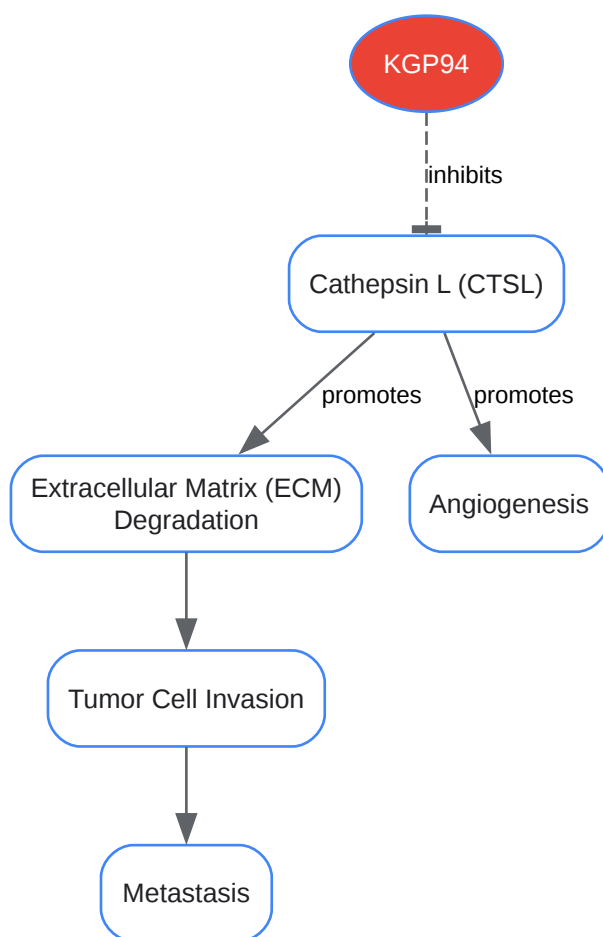 KGP94
inhibits
Cathepsin L (CTSL)
promotes
promotes
Extracellular Matrix (ECM)
Degradation
Angiogenesis
Tumor Cell Invasion
Metastasis